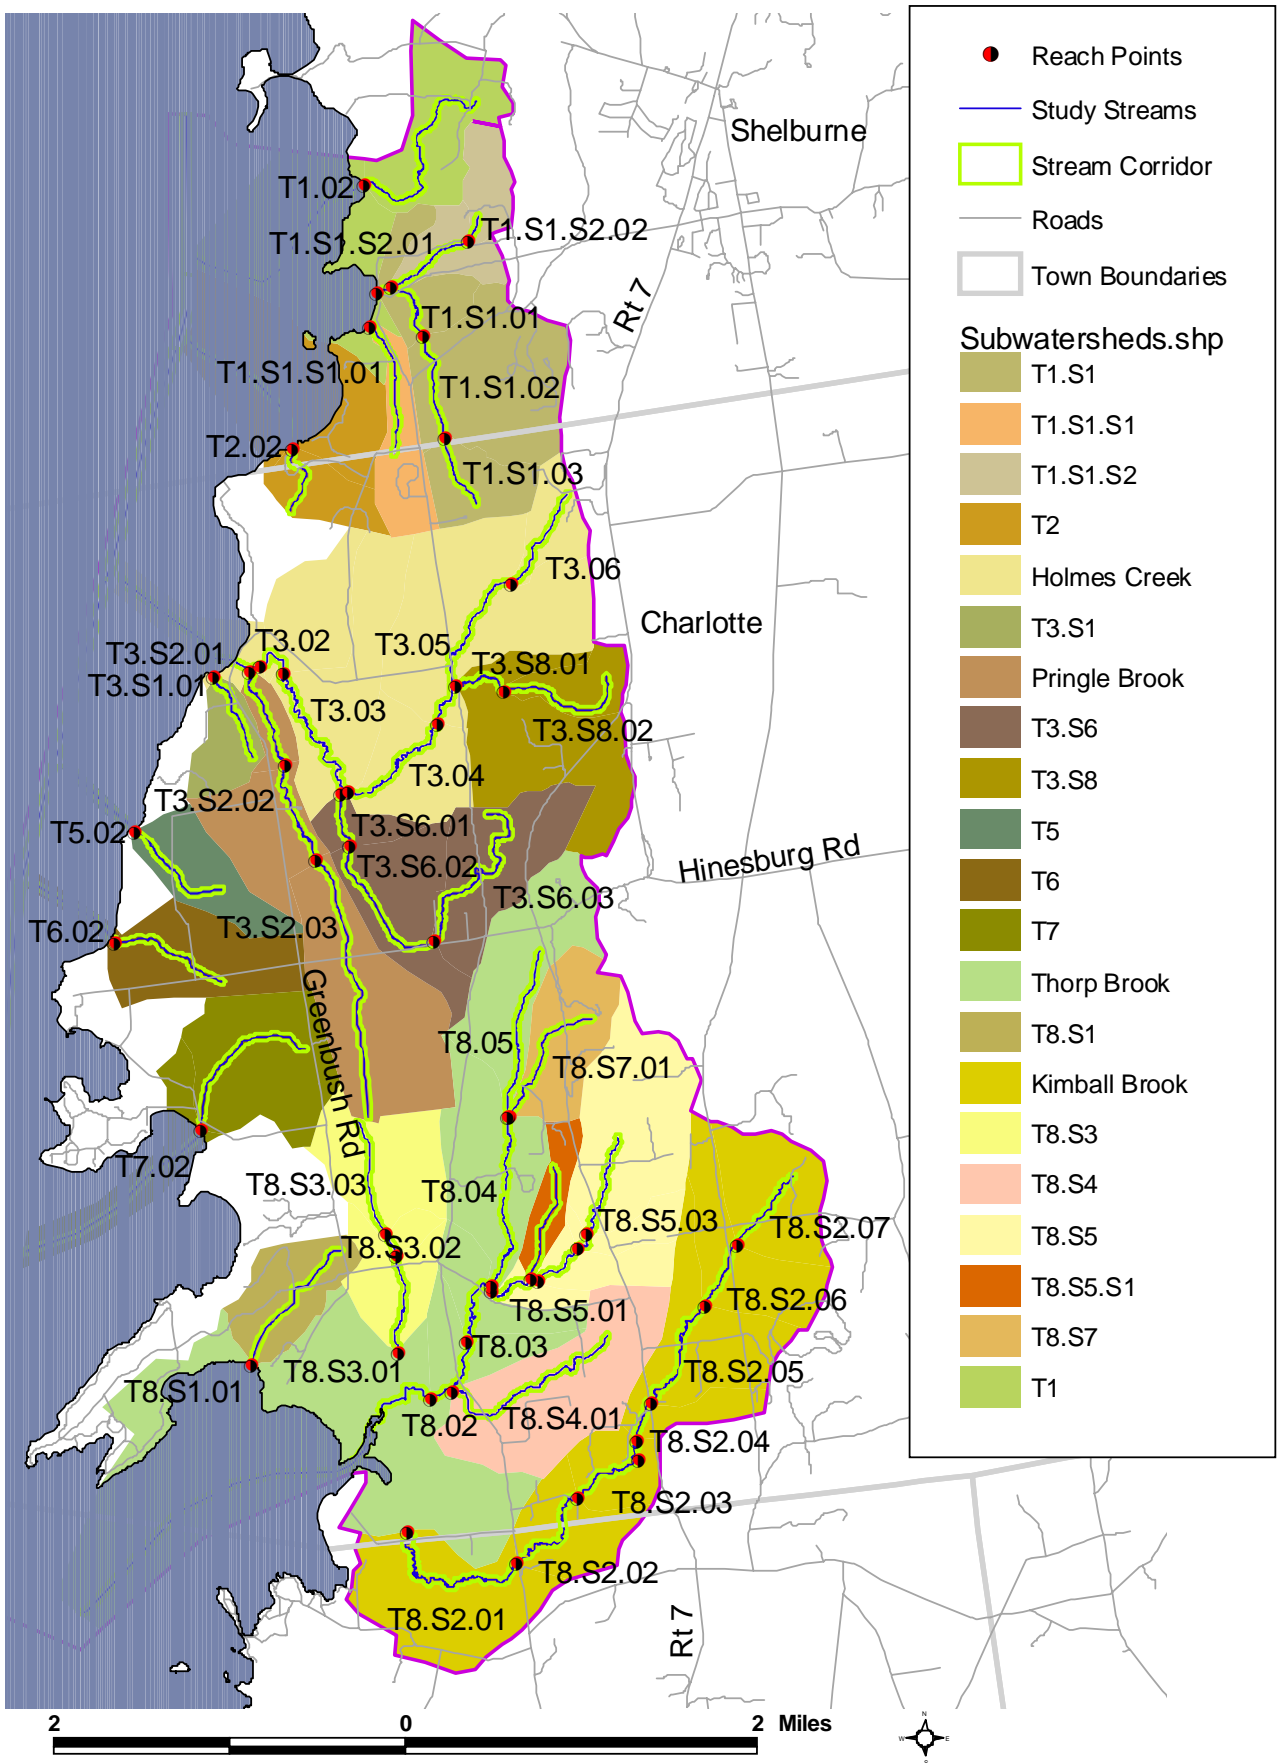 Reach Points
Study Streams
Stream Corridor
Roads
Town Boundaries
Subwatersheds.shp
T1.S1
T1.S1.S1
T1.S1.S2
T2
Holmes Creek
T3.S1
Pringle Brook
T3.S6
T3.S8
T5
T6
T7
Thorp Brook
T8.S1
Kimball Brook
T8.S3
T8.S4
T8.S5
T8.S5.S1
T8.S7
T1
Shelburne
T1.02
T1.S1.S2.01
T1.S1.S2.02
Rt 7
T1.S1.01
T1.S1.S1.01
T1.S1.02
T2.02
T1.S1.03
T3.06
Charlotte
T3.02
T3.05
T3.S2.01
T3.S8.01
T3.S1.01
T3.03
T3.S8.02
T3.04
T3.S2.02
T5.02
T3.S6.01
Hinesburg Rd
T3.S6.02
T3.S6.03
T3.S2.03
T6.02
Greenbush Rd
T8.05
T8.S7.01
T7.02
T8.S3.03
T8.04
T8.S5.03
T8.S2.07
T8.S3.02
T8.S2.06
T8.S5.01
T8.03
T8.S3.01
T8.S2.05
T8.S1.01
T8.02
T8.S4.01
T8.S2.04
T8.S2.03
T8.S2.02
T8.S2.01
Rt 7
2 0 2 Miles
N
W E
S